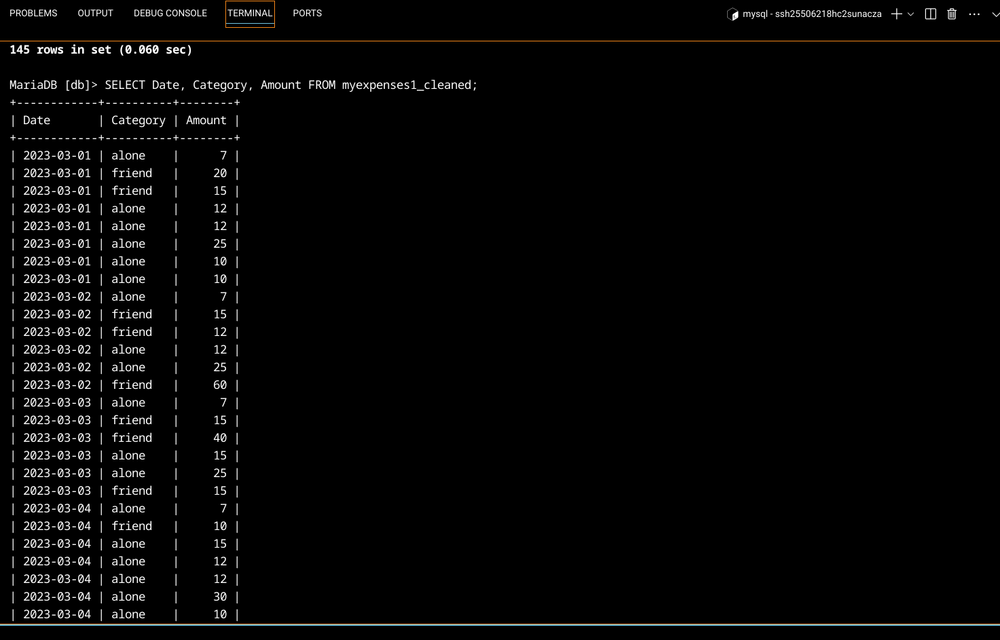 PROBLEMS OUTPUT DEBUG CONSOLE TERMINAL PORTS mysql - ssh25506218hc2sunacza
145 rows in set (0.060 sec)
MariaDB [db]> SELECT Date, Category, Amount FROM myexpenses1_cleaned;
+------------+----------+--------+
| Date       | Category | Amount |
+------------+----------+--------+
| 2023-03-01 | alone    |      7 |
| 2023-03-01 | friend   |     20 |
| 2023-03-01 | friend   |     15 |
| 2023-03-01 | alone    |     12 |
| 2023-03-01 | alone    |     12 |
| 2023-03-01 | alone    |     25 |
| 2023-03-01 | alone    |     10 |
| 2023-03-01 | alone    |     10 |
| 2023-03-02 | alone    |      7 |
| 2023-03-02 | friend   |     15 |
| 2023-03-02 | friend   |     12 |
| 2023-03-02 | alone    |     12 |
| 2023-03-02 | alone    |     25 |
| 2023-03-02 | friend   |     60 |
| 2023-03-03 | alone    |      7 |
| 2023-03-03 | friend   |     15 |
| 2023-03-03 | friend   |     40 |
| 2023-03-03 | alone    |     15 |
| 2023-03-03 | alone    |     25 |
| 2023-03-03 | friend   |     15 |
| 2023-03-04 | alone    |      7 |
| 2023-03-04 | friend   |     10 |
| 2023-03-04 | alone    |     15 |
| 2023-03-04 | alone    |     12 |
| 2023-03-04 | alone    |     12 |
| 2023-03-04 | alone    |     30 |
| 2023-03-04 | alone    |     10 |